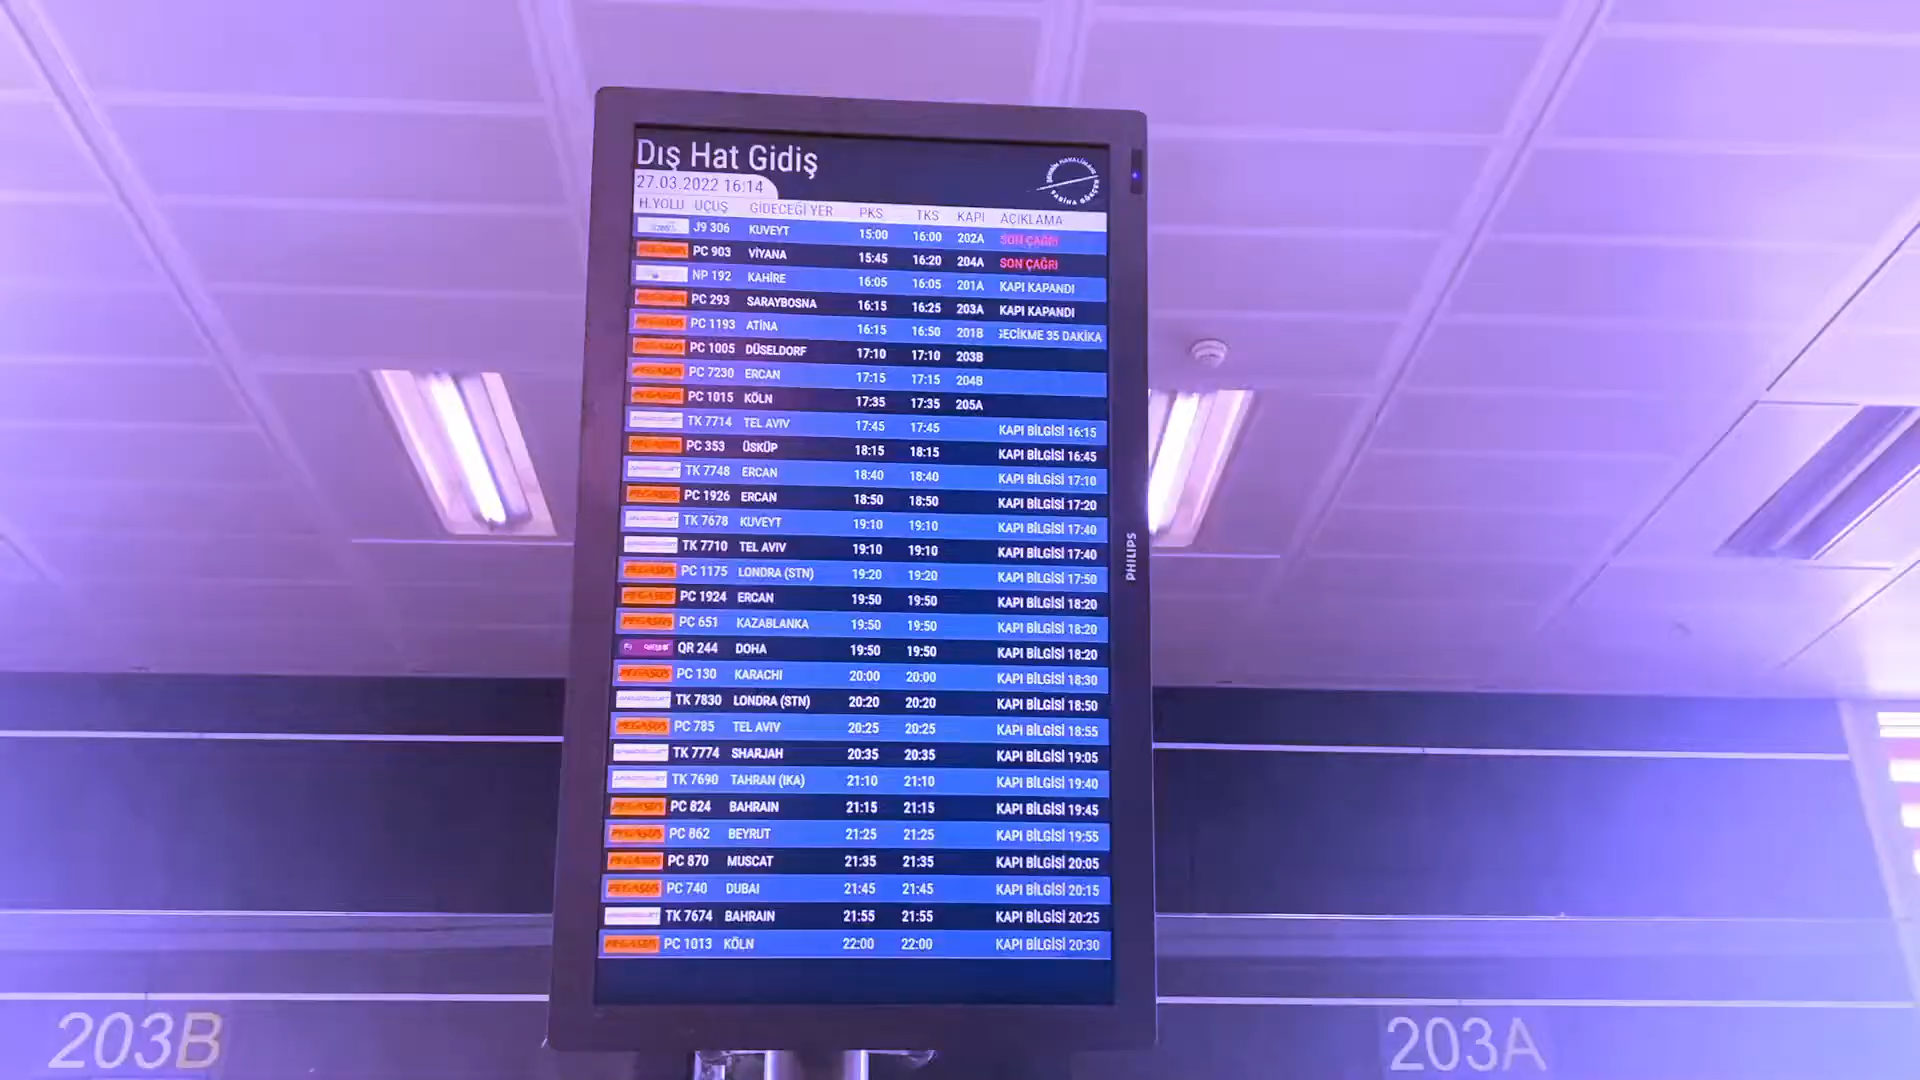 Dış Hat Gidiş
27.03.2022 16:14
H.YOLU UÇUŞ GİDECEĞİ YER PKS TKS KAPI AÇIKLAMA
J9 306 KUVEYT 15:00 16:00 202A SON ÇAĞRI
PEGASUS PC 903 VİYANA 15:45 16:20 204A SON ÇAĞRI
NP 192 KAHİRE 16:05 16:05 201A KAPI KAPANDI
PEGASUS PC 293 SARAYBOSNA 16:15 16:25 203A KAPI KAPANDI
PEGASUS PC 1193 ATİNA 16:15 16:50 201B GECİKME 35 DAKİKA
PEGASUS PC 1005 DÜSELDORF 17:10 17:10 203B
PEGASUS PC 7230 ERCAN 17:15 17:15 204B
PEGASUS PC 1015 KÖLN 17:35 17:35 205A
TK 7714 TEL AVIV 17:45 17:45 KAPI BİLGİSİ 16:15
PEGASUS PC 353 ÜSKÜP 18:15 18:15 KAPI BİLGİSİ 16:45
TK 7748 ERCAN 18:40 18:40 KAPI BİLGİSİ 17:10
PEGASUS PC 1926 ERCAN 18:50 18:50 KAPI BİLGİSİ 17:20
TK 7678 KUVEYT 19:10 19:10 KAPI BİLGİSİ 17:40
TK 7710 TEL AVIV 19:10 19:10 KAPI BİLGİSİ 17:40
PEGASUS PC 1175 LONDRA (STN) 19:20 19:20 KAPI BİLGİSİ 17:50
PEGASUS PC 1924 ERCAN 19:50 19:50 KAPI BİLGİSİ 18:20
PEGASUS PC 651 KAZABLANKA 19:50 19:50 KAPI BİLGİSİ 18:20
QR 244 DOHA 19:50 19:50 KAPI BİLGİSİ 18:20
PEGASUS PC 130 KARACHI 20:00 20:00 KAPI BİLGİSİ 18:30
TK 7830 LONDRA (STN) 20:20 20:20 KAPI BİLGİSİ 18:50
PEGASUS PC 785 TEL AVIV 20:25 20:25 KAPI BİLGİSİ 18:55
TK 7774 SHARJAH 20:35 20:35 KAPI BİLGİSİ 19:05
TK 7690 TAHRAN (IKA) 21:10 21:10 KAPI BİLGİSİ 19:40
PEGASUS PC 824 BAHRAIN 21:15 21:15 KAPI BİLGİSİ 19:45
PEGASUS PC 862 BEYRUT 21:25 21:25 KAPI BİLGİSİ 19:55
PEGASUS PC 870 MUSCAT 21:35 21:35 KAPI BİLGİSİ 20:05
PEGASUS PC 740 DUBAI 21:45 21:45 KAPI BİLGİSİ 20:15
TK 7674 BAHRAIN 21:55 21:55 KAPI BİLGİSİ 20:25
PEGASUS PC 1013 KÖLN 22:00 22:00 KAPI BİLGİSİ 20:30
PHILIPS
203B
203A